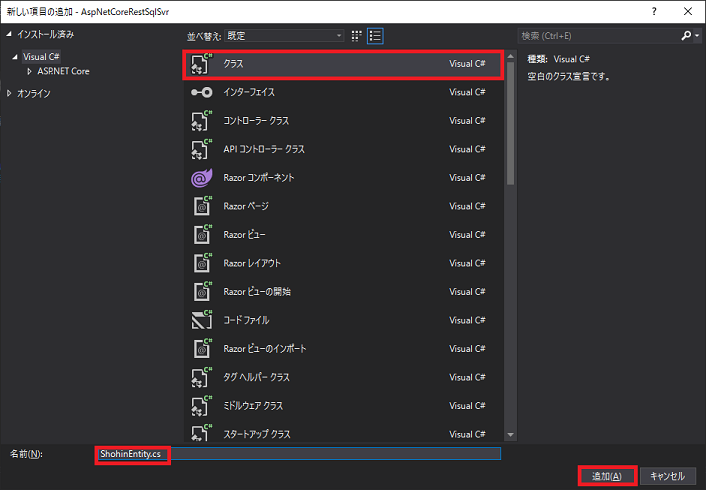 新しい項目の追加 - AspNetCoreRestSqlSvr
インストール済み
Visual C#
ASP.NET Core
オンライン
並べ替え: 既定
クラス Visual C#
インターフェイス Visual C#
コントローラー クラス Visual C#
API コントローラー クラス Visual C#
Razor コンポーネント Visual C#
Razor ページ Visual C#
Razor ビュー Visual C#
Razor レイアウト Visual C#
Razor ビューの開始 Visual C#
コード ファイル Visual C#
Razor ビューのインポート Visual C#
タグ ヘルパー クラス Visual C#
ミドルウェア クラス Visual C#
スタートアップ クラス Visual C#
検索 (Ctrl+E)
種類: Visual C#
空白のクラス宣言です。
名前(N): ShohinEntity.cs
追加(A) キャンセル